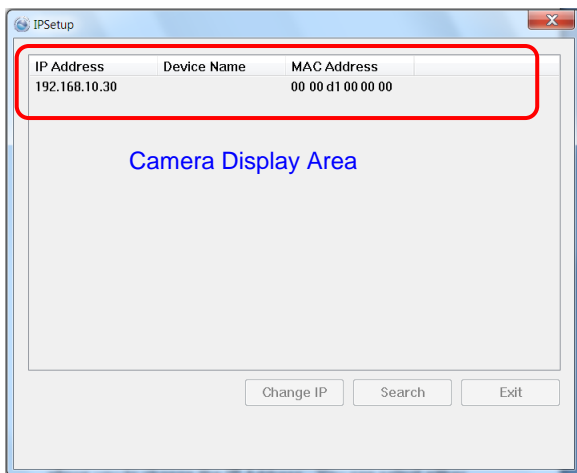 IPSetup
IP Address Device Name MAC Address
192.168.10.30 00 00 d1 00 00 00
Camera Display Area
Change IP Search Exit